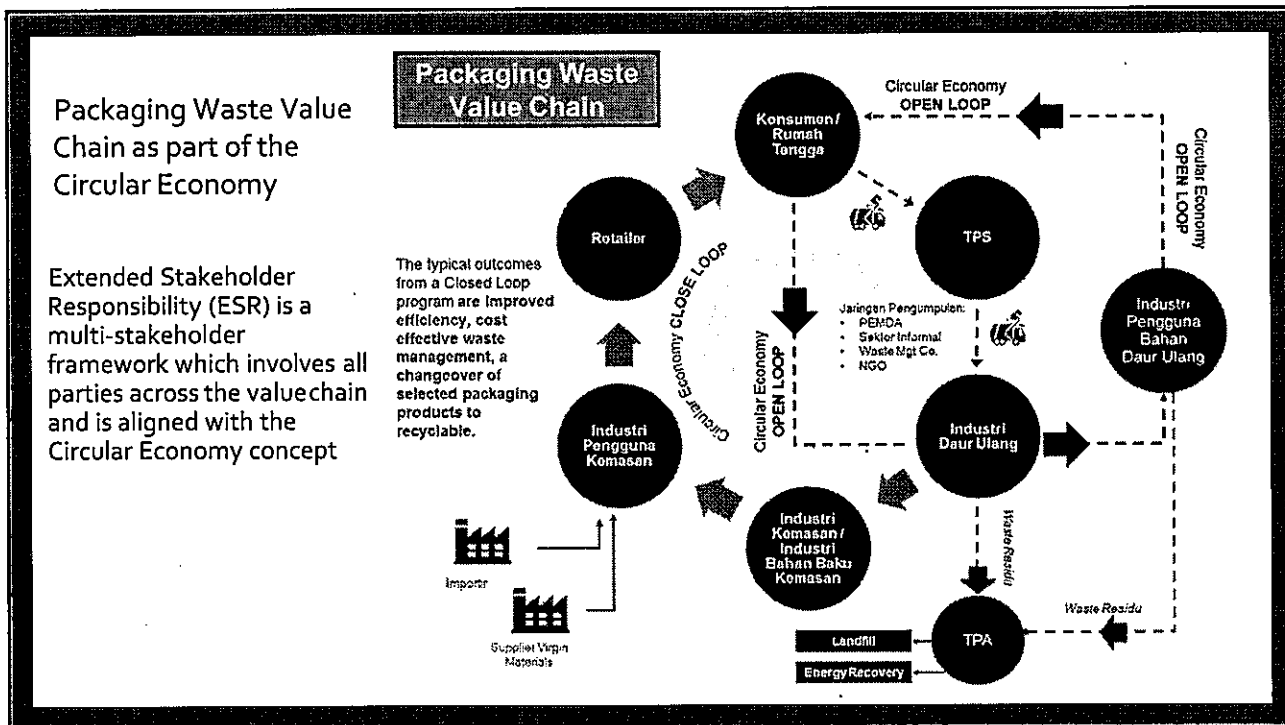 Packaging Waste Value
Chain as part of the
Circular Economy
Extended Stakeholder
Responsibility (ESR) is a
multi-stakeholder
framework which involves all
parties across the valuechain
and is aligned with the
Circular Economy concept
Packaging Waste
Value Chain
The typical outcomes
from a Closed Loop
program are improved
efficiency, cost
effective waste
management, a
changeover of
selected packaging
products to
recyclable.
Konsumen /
Rumah
Tangga
Circular Economy
OPEN LOOP
Circular Economy
OPEN LOOP
Retailer
TPS
Circular Economy CLOSE LOOP
Circular Economy
OPEN LOOP
Jaringan Pengumpulan:
• PEMDA
• Sektor Informal
• Waste Mgt Co.
• NGO
Industri
Pengguna
Bahan
Daur Ulang
Industri
Pengguna
Kemasan
Industri
Daur Ulang
Industri
Kemasan /
Industri
Bahan Baku
Kemasan
Importir
Supplier Virgin
Materials
Waste Residu
Waste Residu
TPA
Landfill
Energy Recovery